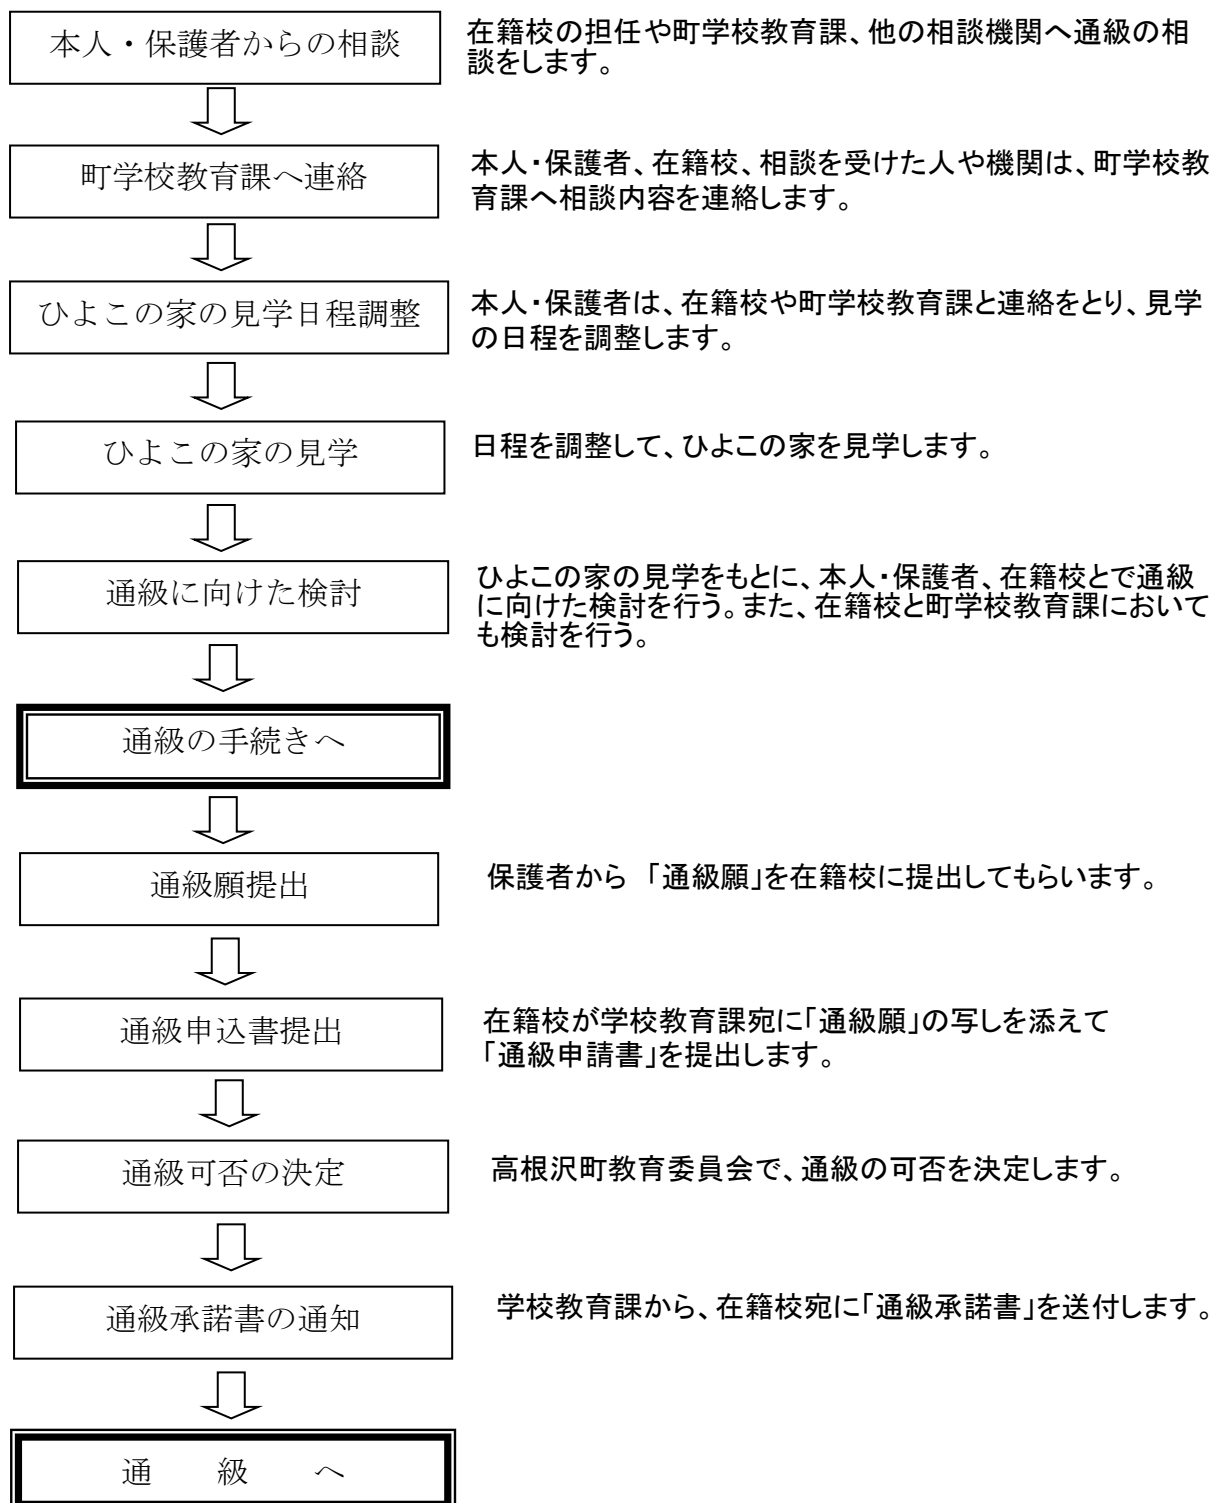 本人・保護者からの相談
在籍校の担任や町学校教育課、他の相談機関へ通級の相
談をします。
町学校教育課へ連絡
本人・保護者、在籍校、相談を受けた人や機関は、町学校教
育課へ相談内容を連絡します。
ひよこの家の見学日程調整
本人・保護者は、在籍校や町学校教育課と連絡をとり、見学
の日程を調整します。
ひよこの家の見学
日程を調整して、ひよこの家を見学します。
通級に向けた検討
ひよこの家の見学をもとに、本人・保護者、在籍校とで通級
に向けた検討を行う。また、在籍校と町学校教育課において
も検討を行う。
通級の手続きへ
通級願提出
保護者から 「通級願」を在籍校に提出してもらいます。
通級申込書提出
在籍校が学校教育課宛に「通級願」の写しを添えて
「通級申請書」を提出します。
通級可否の決定
高根沢町教育委員会で、通級の可否を決定します。
通級承諾書の通知
学校教育課から、在籍校宛に「通級承諾書」を送付します。
通 級 へ